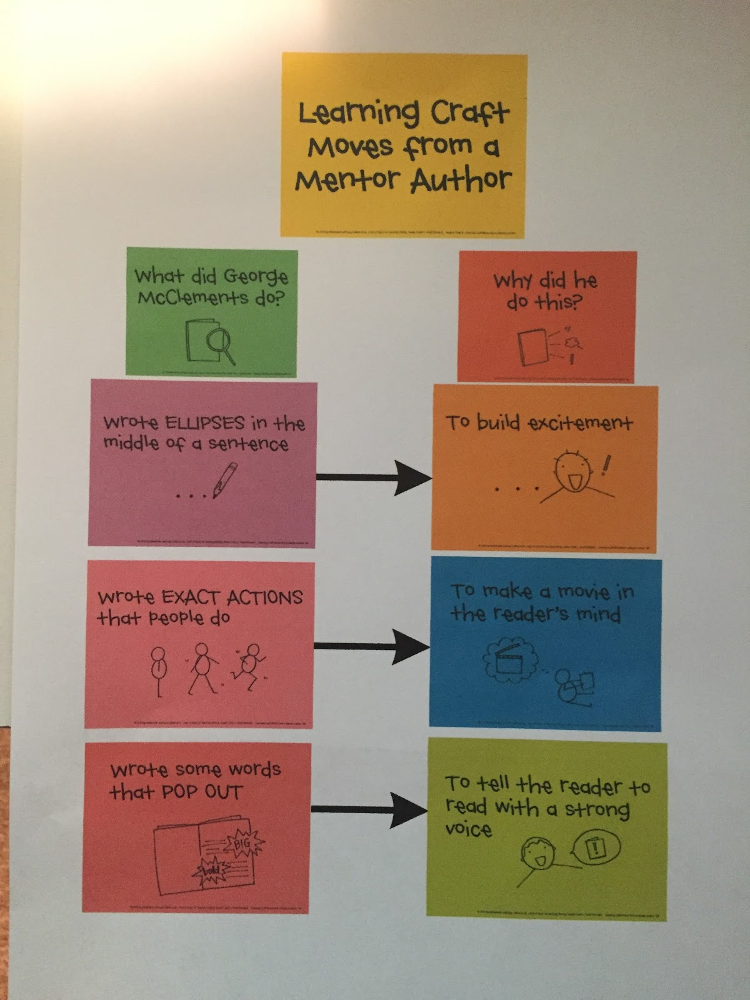 Learning Craft
Moves from a
Mentor Author
What did George
McClements do?
Why did he
do this?
Wrote ELLIPSES in the
middle of a sentence
...
To build excitement
. . . !
Wrote EXACT ACTIONS
that people do
To make a movie in
the reader's mind
Wrote some words
that POP OUT
BIG
bold
To tell the reader to
read with a strong
voice
!